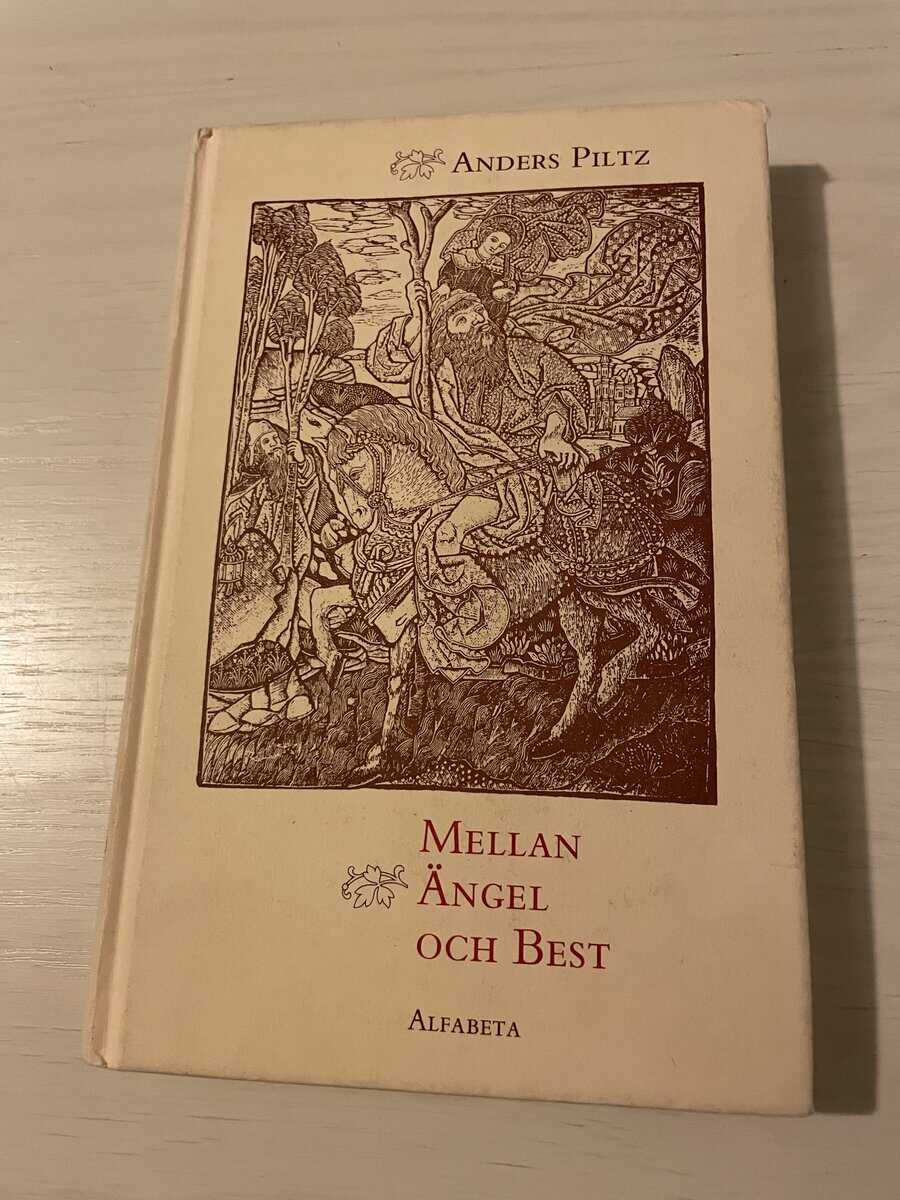 ANDERS PILTZ
MELLAN
ÄNGEL
OCH BEST
ALFABETA